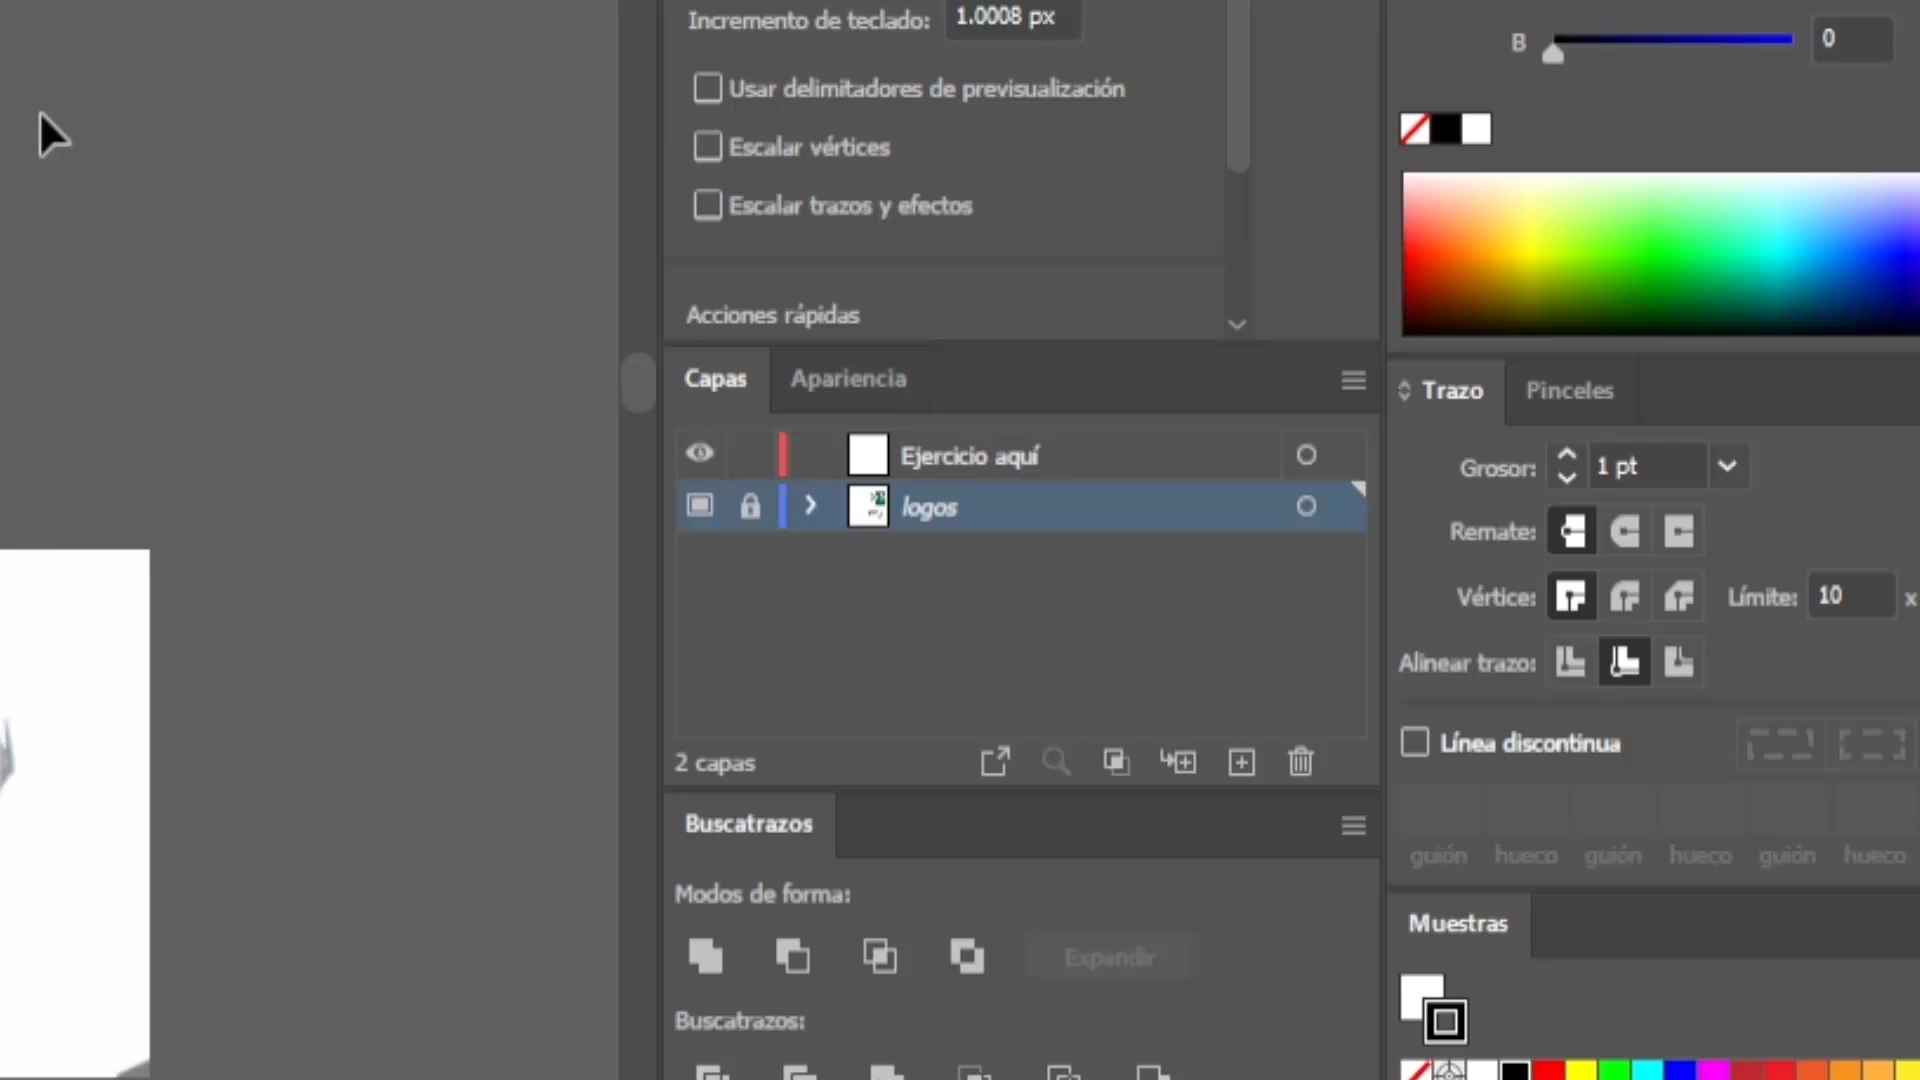 Incremento de teclado: 1.0008 px
Usar delimitadores de previsualización
Escalar vértices
Escalar trazos y efectos
Acciones rápidas
Capas Apariencia
Ejercicio aquí
logos
2 capas
Buscatrazos
Modos de forma:
Expandir
Buscatrazos:
B 0
Trazo Pinceles
Grosor: 1 pt
Remate:
Vértice: Límite: 10 x
Alinear trazo:
Línea discontinua
guión hueco guión hueco guión hueco
Muestras